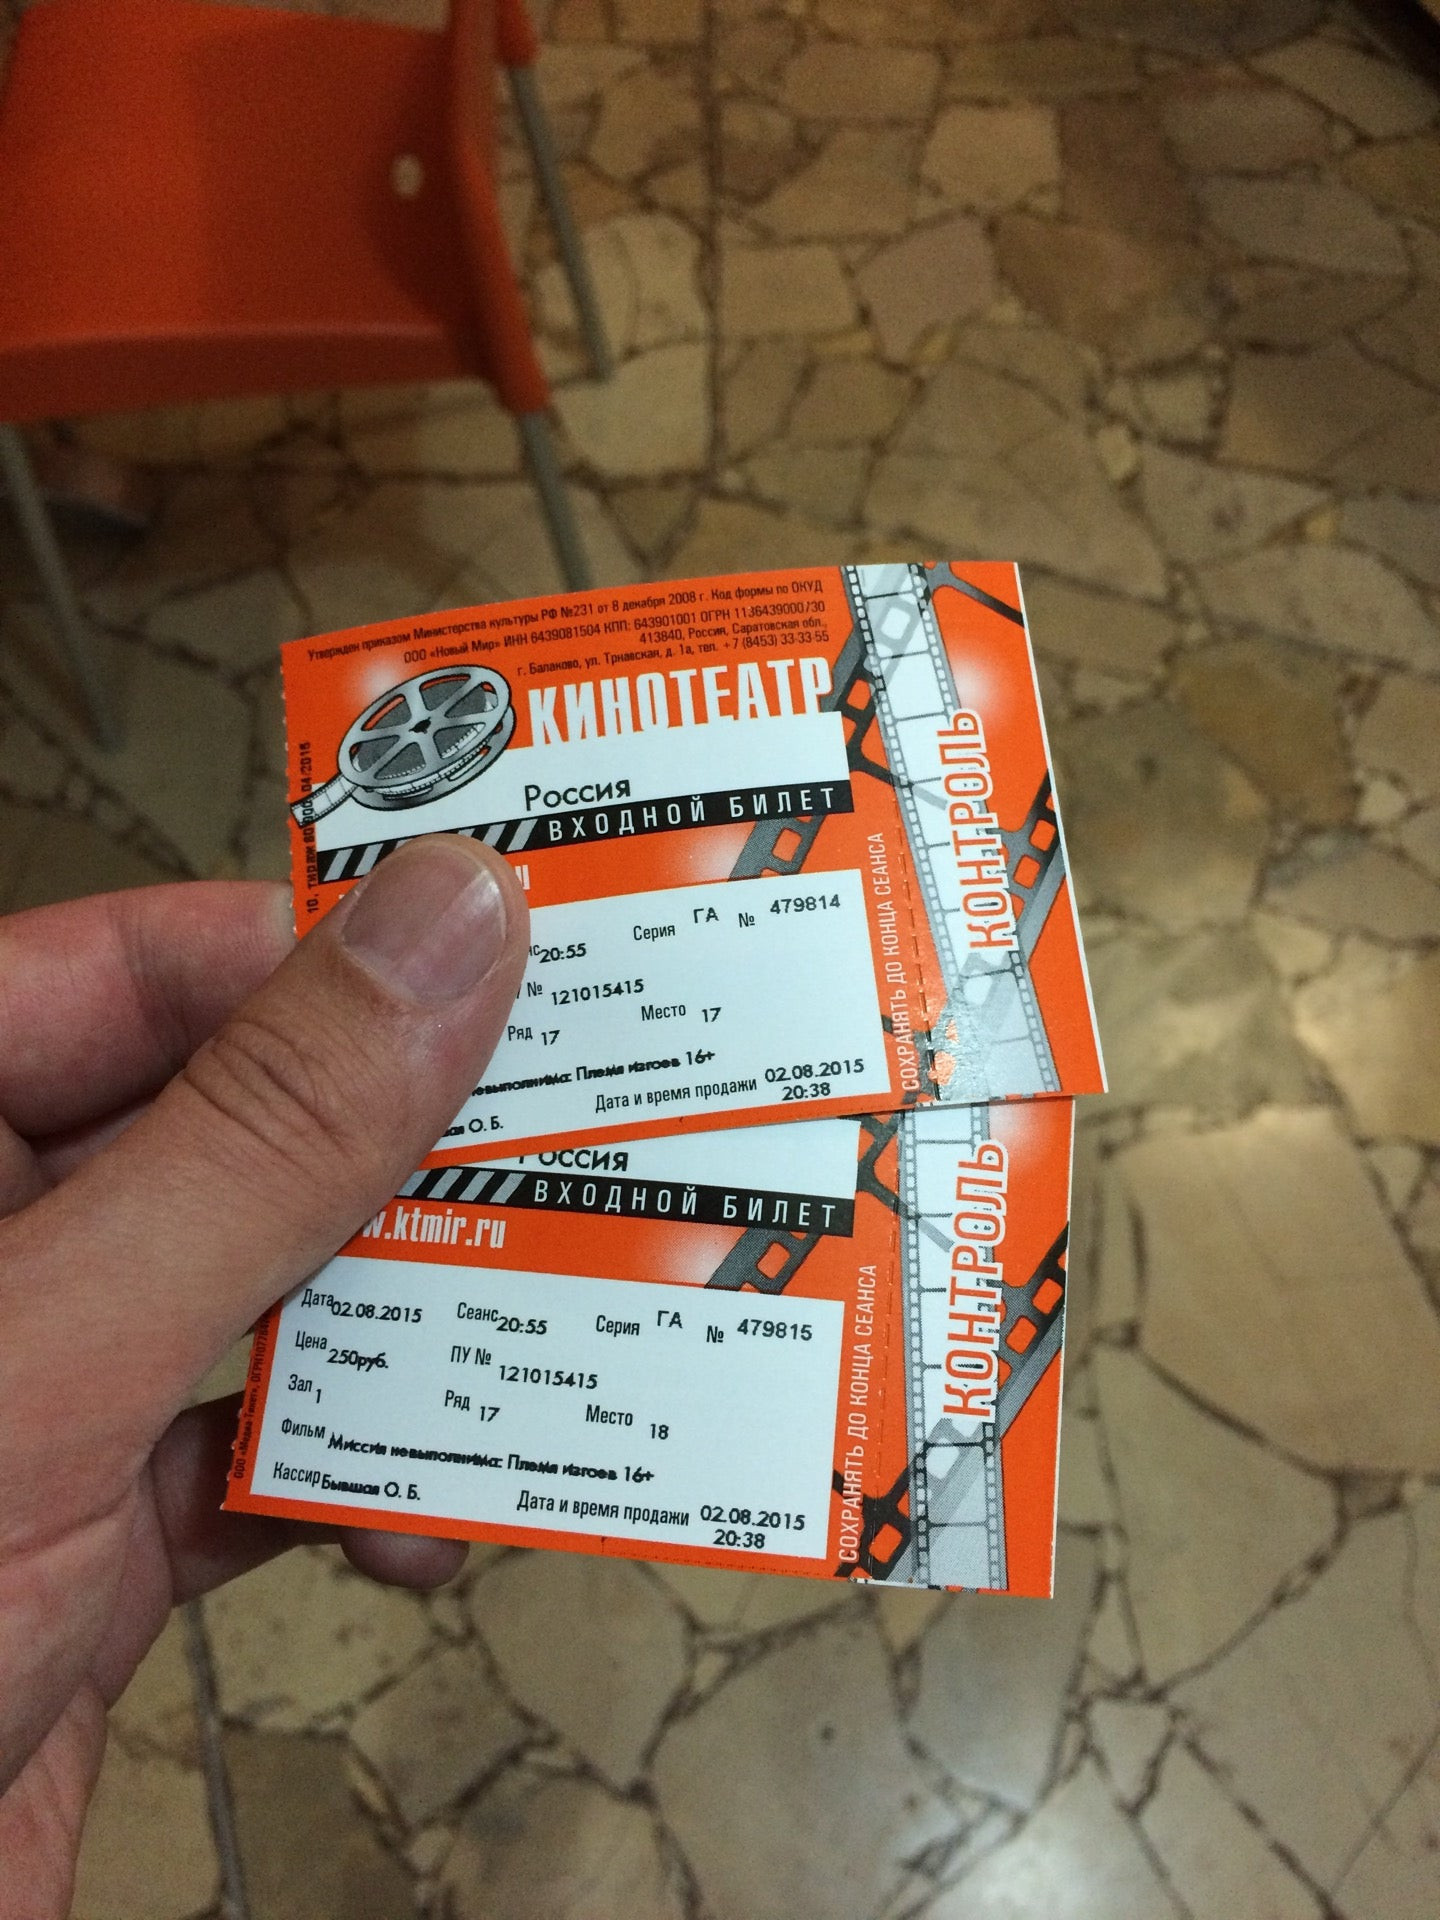 Утвержден приказом Министерства культуры РФ №231 от 8 декабря 2008 г. Код формы по ОКУД
ООО «Новый Мир» ИНН 6439081504 КПП: 643901001 ОГРН 1136439000730
413840, Россия, Саратовская обл.,
г. Балаково, ул. Трнавская, д. 1а, тел. +7 (8453) 33-33-55
КИНОТЕАТР
Россия
ВХОДНОЙ БИЛЕТ
20:55 Серия ГА № 479814
№ 121015415
Ряд 17 Место 17
Племя изгоев 16+
Дата и время продажи 02.08.2015
20:38
О. Б.
СОХРАНЯТЬ ДО КОНЦА СЕАНСА
КОНТРОЛЬ
Россия
ВХОДНОЙ БИЛЕТ
w.ktmir.ru
Дата 02.08.2015 Сеанс 20:55 Серия ГА № 479815
Цена 250руб. ПУ № 121015415
Зал 1 Ряд 17 Место 18
Фильм Миссия невыполнима: Племя изгоев 16+
Кассир Бывшая О. Б. Дата и время продажи 02.08.2015
20:38
СОХРАНЯТЬ ДО КОНЦА СЕАНСА
КОНТРОЛЬ